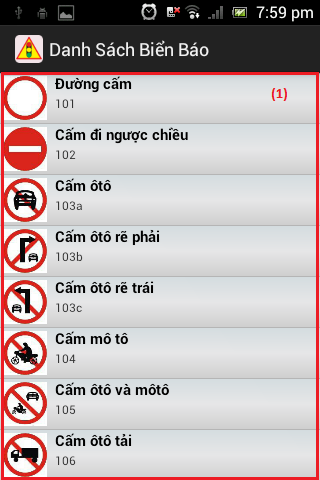 7:59 pm
Danh Sách Biển Báo
Đường cấm
(1)
101
Cấm đi ngược chiều
102
Cấm ôtô
103a
Cấm ôtô rẽ phải
103b
Cấm ôtô rẽ trái
103c
Cấm mô tô
104
Cấm ôtô và môtô
105
Cấm ôtô tải
106